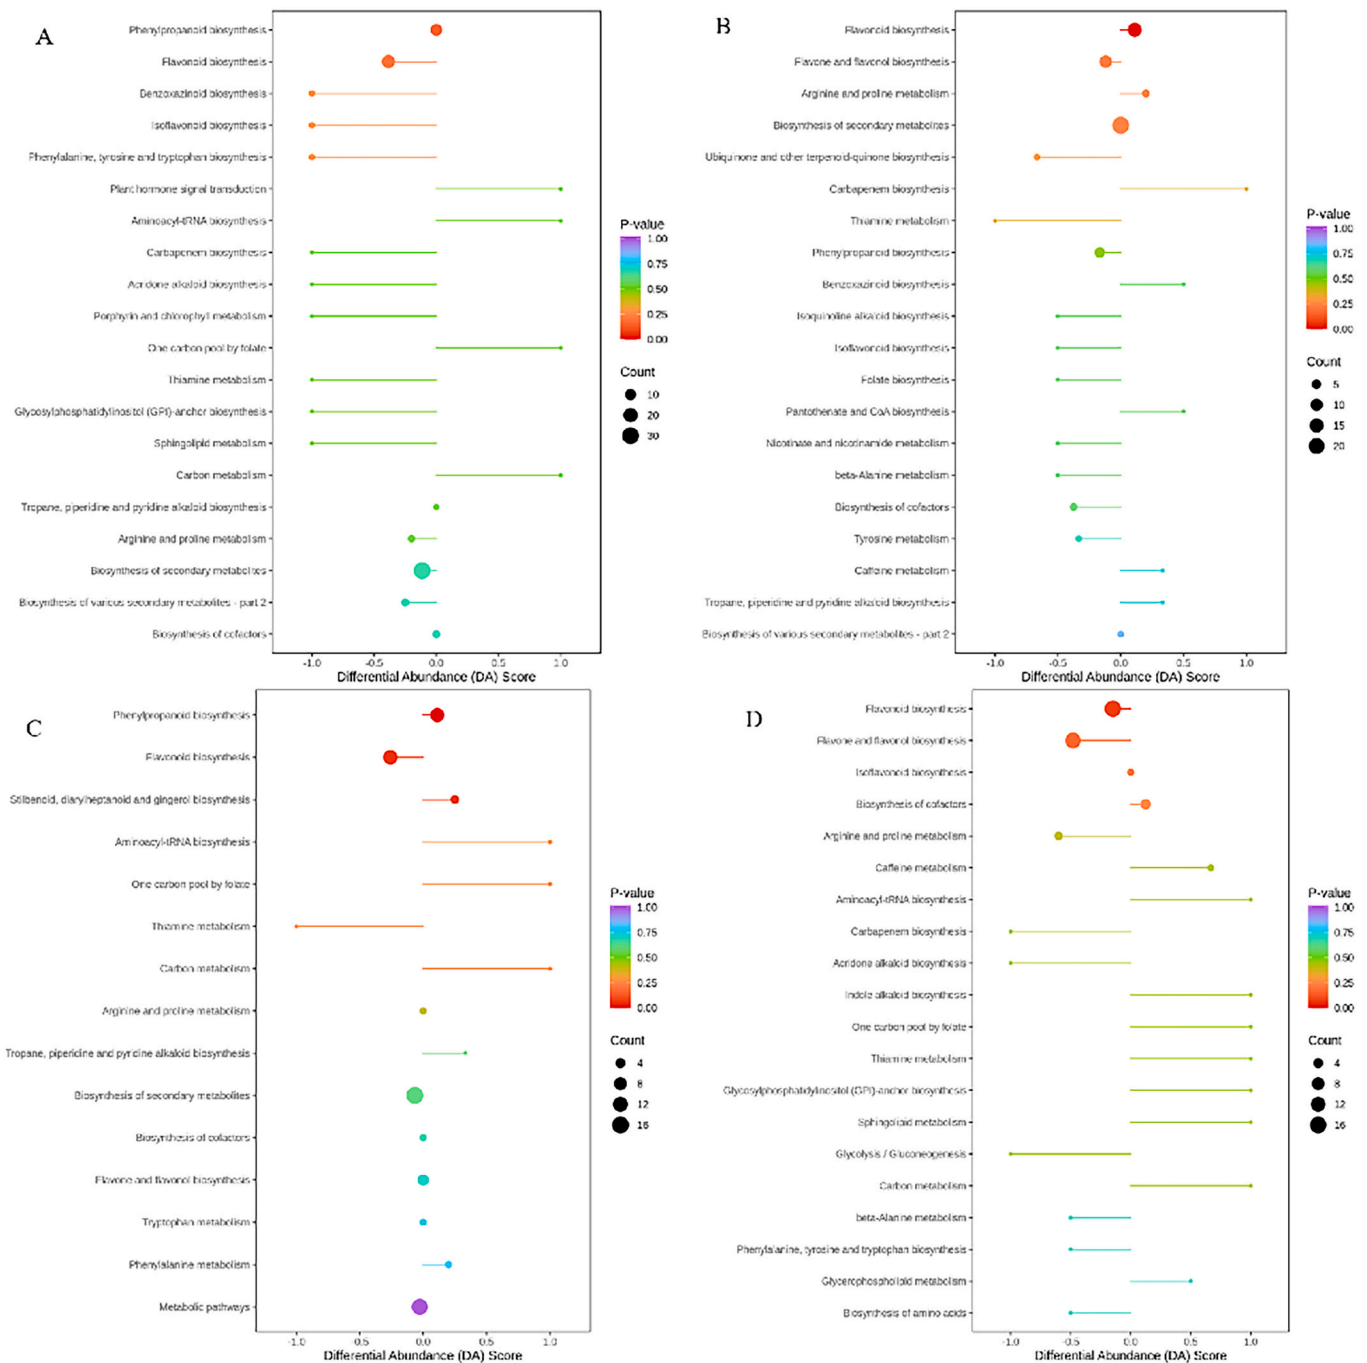 A
Phenylpropanoid biosynthesis
Flavonoid biosynthesis
Benzoxazinoid biosynthesis
Isoflavonoid biosynthesis
Phenylalanine, tyrosine and tryptophan biosynthesis
Plant hormone signal transduction
Aminoacyl-tRNA biosynthesis
Carbapenem biosynthesis
Acridone alkaloid biosynthesis
Porphyrin and chlorophyll metabolism
One carbon pool by folate
Thiamine metabolism
Glycosylphosphatidylinositol (GPI)-anchor biosynthesis
Sphingolipid metabolism
Carbon metabolism
Tropane, piperidine and pyridine alkaloid biosynthesis
Arginine and proline metabolism
Biosynthesis of secondary metabolites
Biosynthesis of various secondary metabolites - part 2
Biosynthesis of cofactors
-1.0 -0.5 0.0 0.5 1.0
Differential Abundance (DA) Score
P-value
1.00
0.75
0.50
0.25
0.00
Count
10
20
30
B
Flavonoid biosynthesis
Flavone and flavonol biosynthesis
Arginine and proline metabolism
Biosynthesis of secondary metabolites
Ubiquinone and other terpenoid-quinone biosynthesis
Carbapenem biosynthesis
Thiamine metabolism
Phenylpropanoid biosynthesis
Benzoxazinoid biosynthesis
Isoquinoline alkaloid biosynthesis
Isoflavonoid biosynthesis
Folate biosynthesis
Pantothenate and CoA biosynthesis
Nicotinate and nicotinamide metabolism
beta-Alanine metabolism
Biosynthesis of cofactors
Tyrosine metabolism
Caffeine metabolism
Tropane, piperidine and pyridine alkaloid biosynthesis
Biosynthesis of various secondary metabolites - part 2
-1.0 -0.5 0.0 0.5 1.0
Differential Abundance (DA) Score
P-value
1.00
0.75
0.50
0.25
0.00
Count
5
10
15
20
C
Phenylpropanoid biosynthesis
Flavonoid biosynthesis
Stilbenoid, diarylheptanoid and gingerol biosynthesis
Aminoacyl-tRNA biosynthesis
One carbon pool by folate
Thiamine metabolism
Carbon metabolism
Arginine and proline metabolism
Tropane, piperidine and pyridine alkaloid biosynthesis
Biosynthesis of secondary metabolites
Biosynthesis of cofactors
Flavone and flavonol biosynthesis
Tryptophan metabolism
Phenylalanine metabolism
Metabolic pathways
-1.0 -0.5 0.0 0.5 1.0
Differential Abundance (DA) Score
P-value
1.00
0.75
0.50
0.25
0.00
Count
4
8
12
16
D
Flavonoid biosynthesis
Flavone and flavonol biosynthesis
Isoflavonoid biosynthesis
Biosynthesis of cofactors
Arginine and proline metabolism
Caffeine metabolism
Aminoacyl-tRNA biosynthesis
Carbapenem biosynthesis
Acridone alkaloid biosynthesis
Indole alkaloid biosynthesis
One carbon pool by folate
Thiamine metabolism
Glycosylphosphatidylinositol (GPI)-anchor biosynthesis
Sphingolipid metabolism
Glycolysis / Gluconeogenesis
Carbon metabolism
beta-Alanine metabolism
Phenylalanine, tyrosine and tryptophan biosynthesis
Glycerophospholipid metabolism
Biosynthesis of amino acids
-1.0 -0.5 0.0 0.5 1.0
Differential Abundance (DA) Score
P-value
1.00
0.75
0.50
0.25
0.00
Count
4
8
12
16